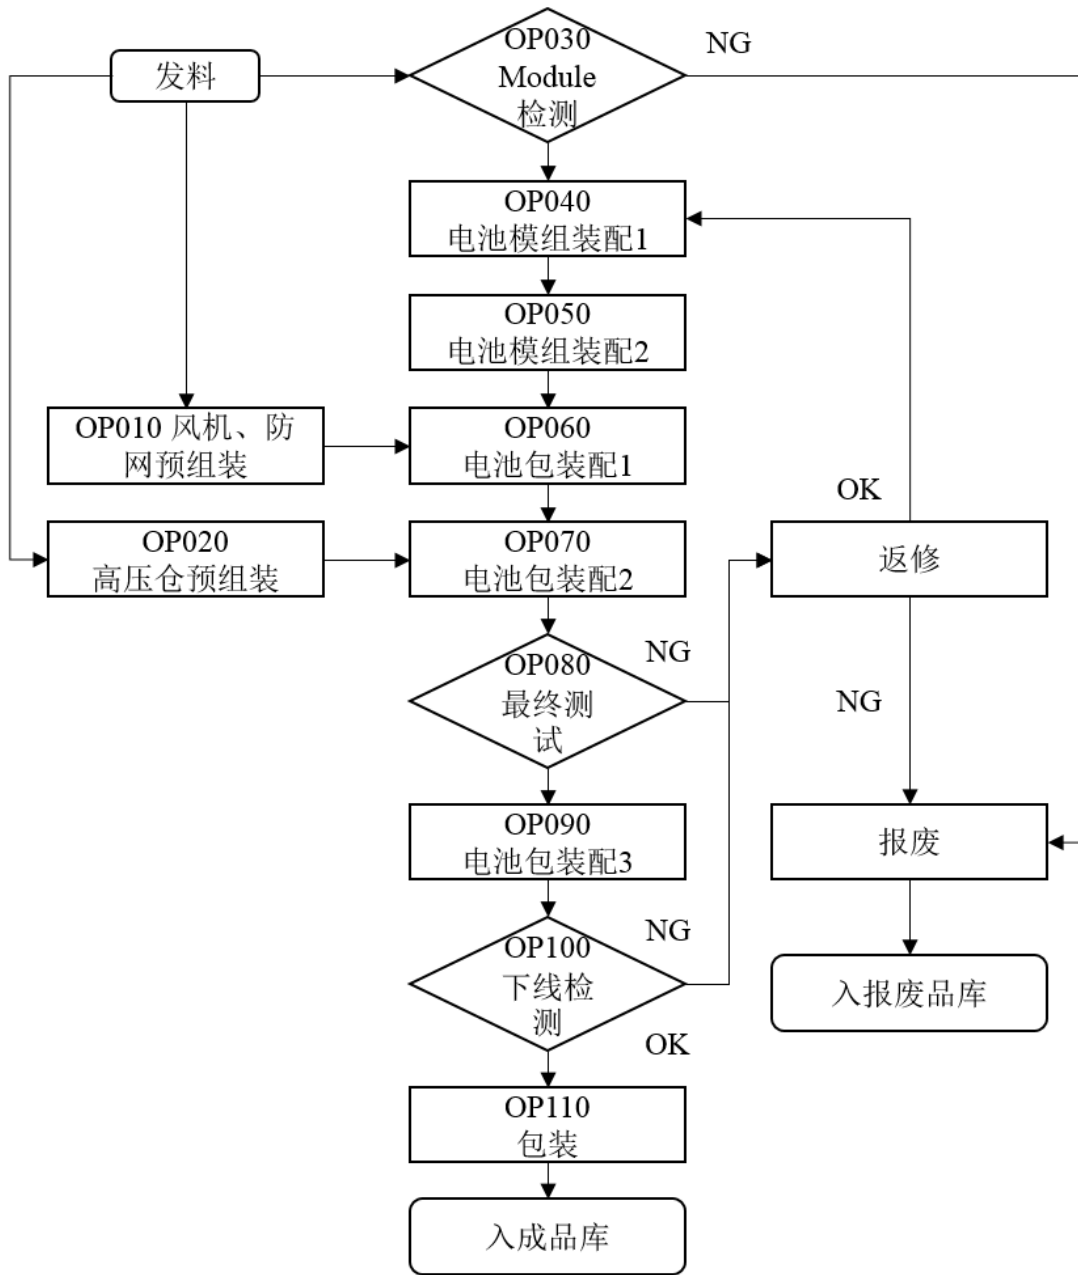 OP030
Module
检测
NG
发料
OP040
电池模组装配1
OP050
电池模组装配2
OP010 风机、防
网预组装
OP060
电池包装配1
OK
OP020
高压仓预组装
OP070
电池包装配2
返修
OP080
最终测
试
NG
NG
OP090
电池包装配3
报废
OP100
下线检
测
NG
入报废品库
OK
OP110
包装
入成品库